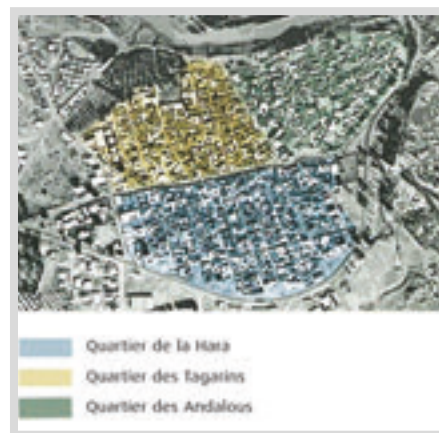 Quartier de la Hara
Quartier des Tagarins
Quartier des Andalous